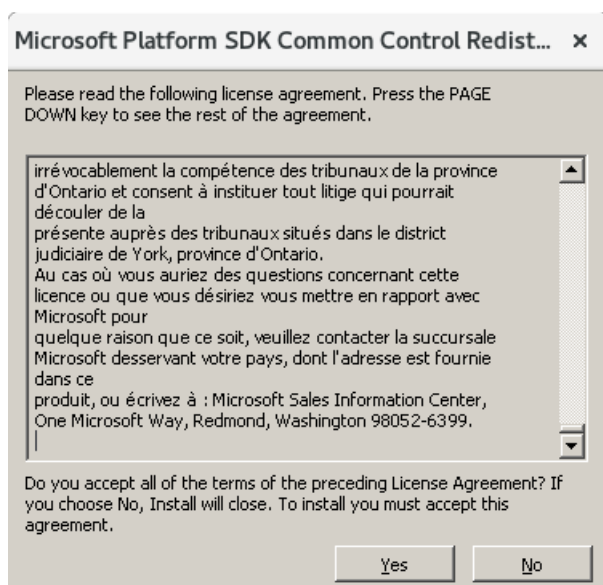 Microsoft Platform SDK Common Control Redist...
Please read the following license agreement. Press the PAGE
DOWN key to see the rest of the agreement.
irrévocablement la compétence des tribunaux de la province
d'Ontario et consent à instituer tout litige qui pourrait
découler de la
présente auprès des tribunaux situés dans le district
judiciaire de York, province d'Ontario.
Au cas où vous auriez des questions concernant cette
licence ou que vous désiriez vous mettre en rapport avec
Microsoft pour
quelque raison que ce soit, veuillez contacter la succursale
Microsoft desservant votre pays, dont l'adresse est fournie
dans ce
produit, ou écrivez à : Microsoft Sales Information Center,
One Microsoft Way, Redmond, Washington 98052-6399.
Do you accept all of the terms of the preceding License Agreement? If
you choose No, Install will close. To install you must accept this
agreement.
Yes No